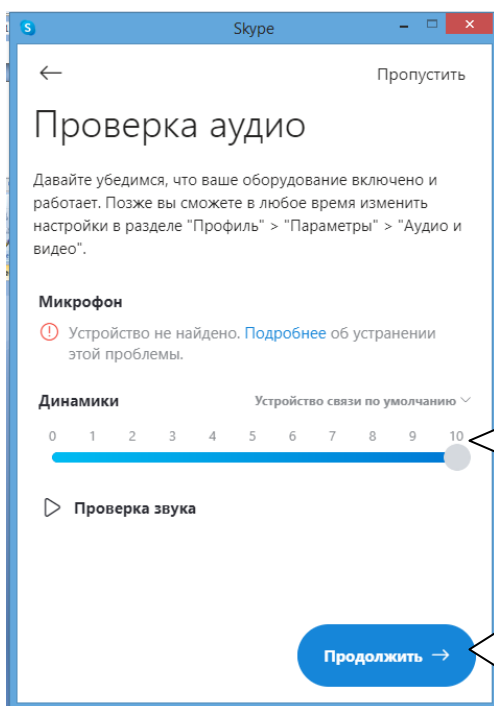 Skype
Пропустить
Проверка аудио
Давайте убедимся, что ваше оборудование включено и
работает. Позже вы сможете в любое время изменить
настройки в разделе "Профиль" > "Параметры" > "Аудио и
видео".
Микрофон
Устройство не найдено. Подробнее об устранении
этой проблемы.
Динамики Устройство связи по умолчанию
0 1 2 3 4 5 6 7 8 9 10
Проверка звука
Продолжить →